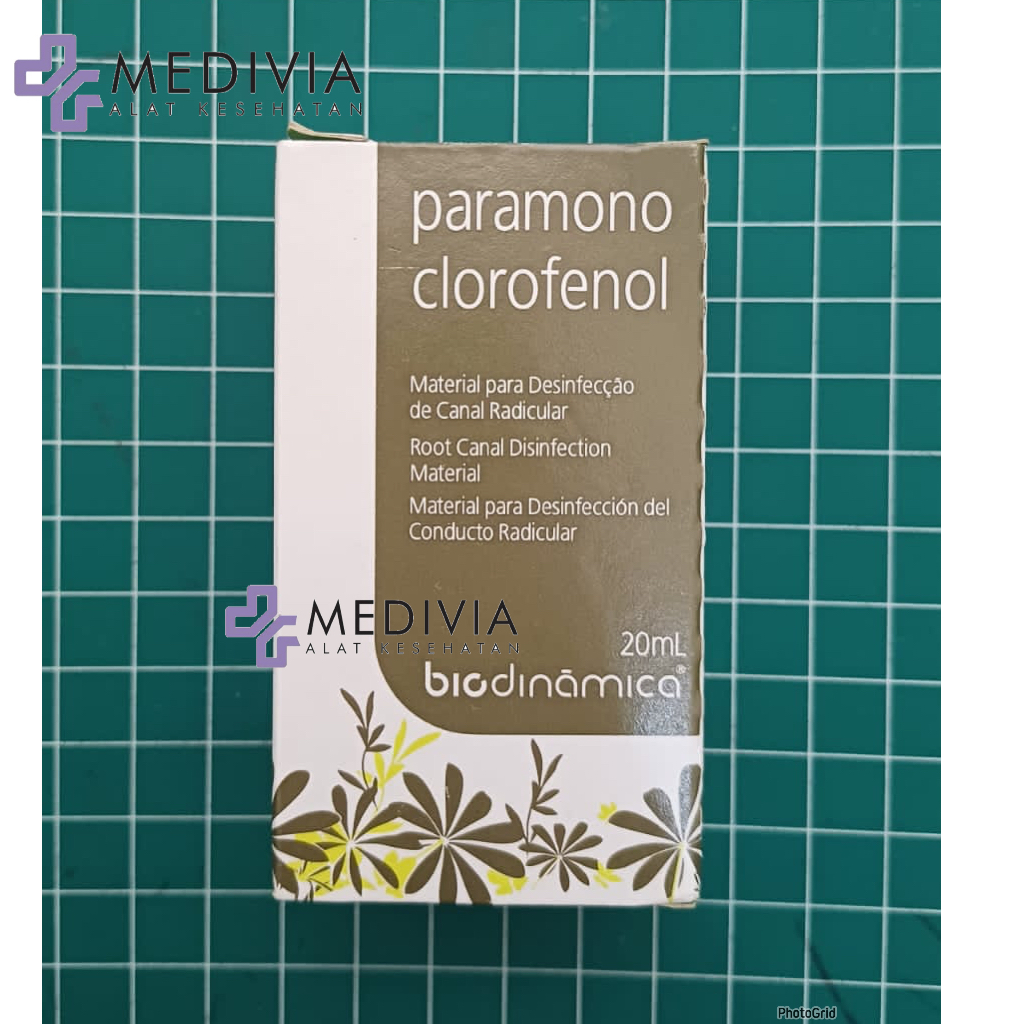 MEDIVIA
ALAT KESEHATAN
paramono
clorofenol
Material para Desinfecção
de Canal Radicular
Root Canal Disinfection
Material
Material para Desinfección del
Conducto Radicular
MEDIVIA
ALAT KESEHATAN
20mL
biodinâmica®
PhotoGrid